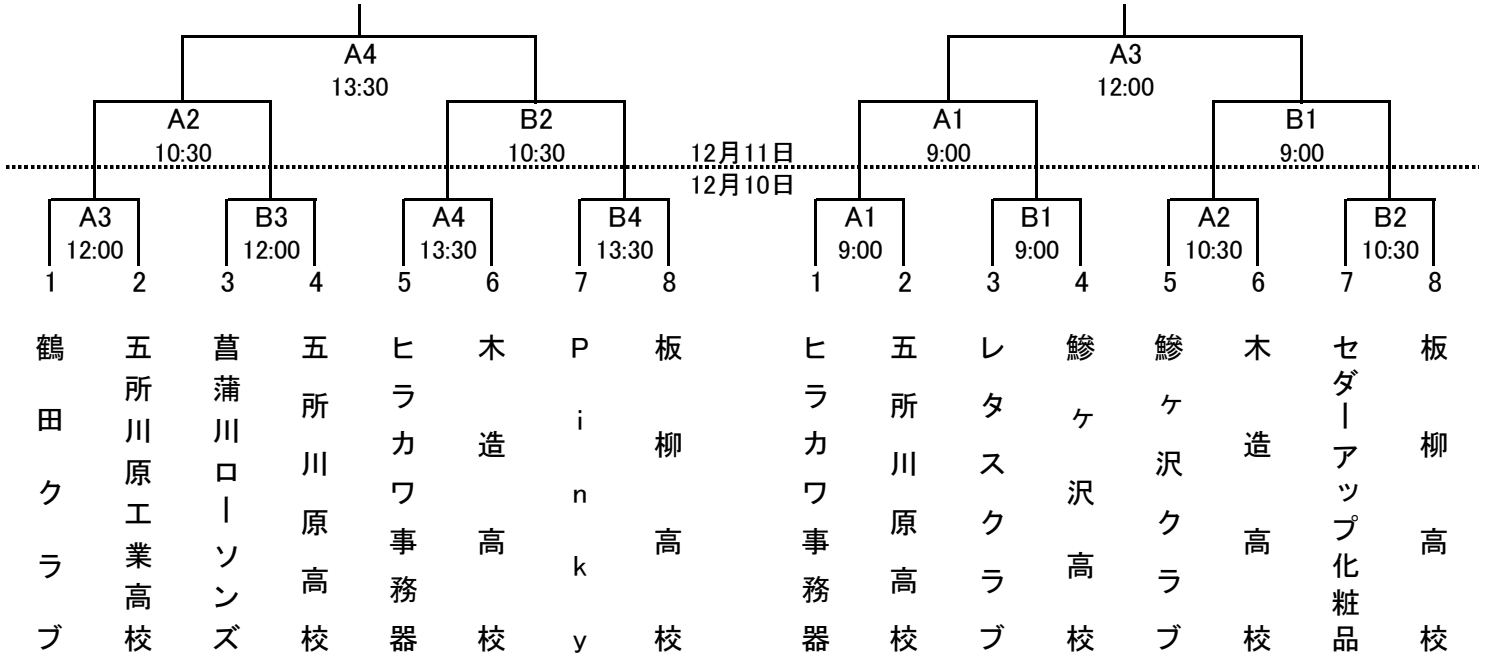 A4 A3
13:30 12:00
A2 B2 A1 B1
10:30 10:30 12月11日 9:00 9:00
12月10日
A3 B3 A4 B4 A1 B1 A2 B2
12:00 12:00 13:30 13:30 9:00 9:00 10:30 10:30
1 2 3 4 5 6 7 8 1 2 3 4 5 6 7 8
鶴田クラブ
五所川原工業高校
菖蒲川ローソンズ
五所川原高校
ヒラカワ事務器
木造高校
Pinky
板柳高校
ヒラカワ事務器
五所川原高校
レタスクラブ
鰺ヶ沢高校
鰺ヶ沢クラブ
木造高校
セダーアップ化粧品
板柳高校